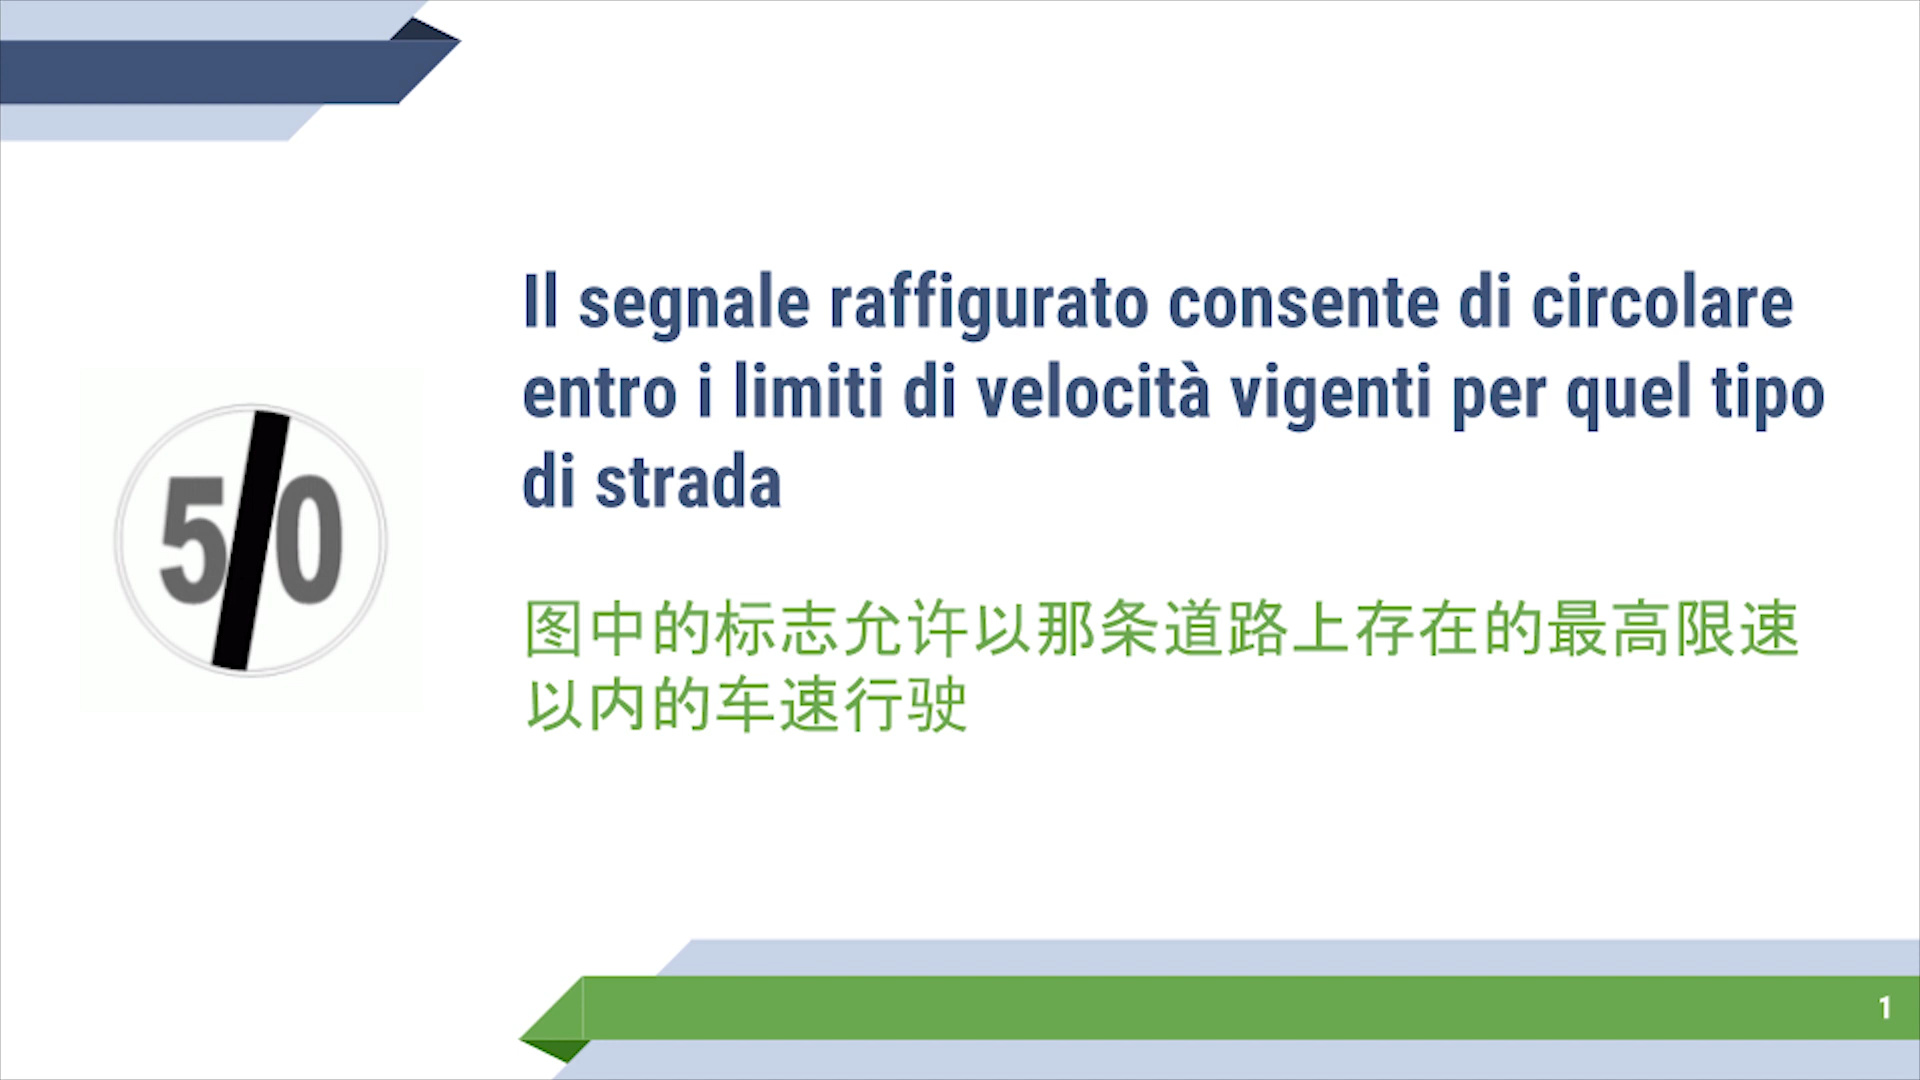 50
Il segnale raffigurato consente di circolare
entro i limiti di velocità vigenti per quel tipo
di strada
图中的标志允许以那条道路上存在的最高限速
以内的车速行驶
1